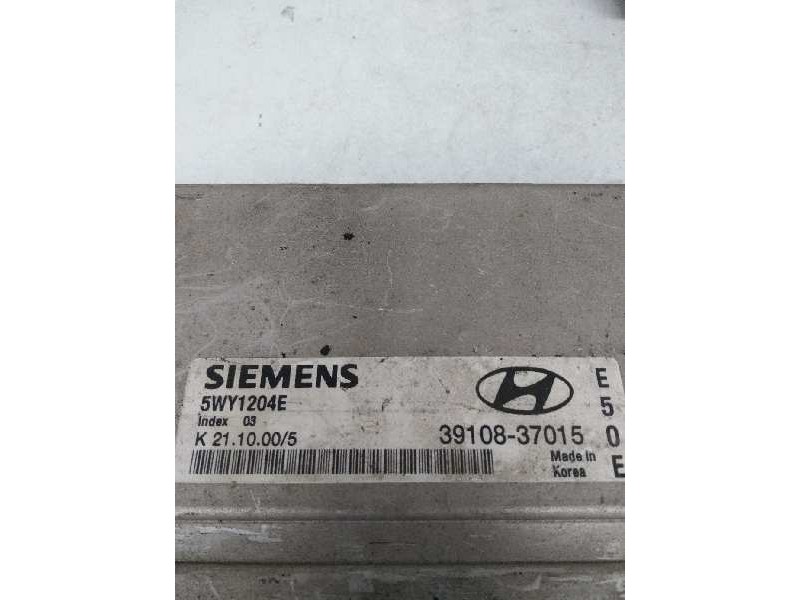 SIEMENS
5WY1204E
Index 03
K 21.10.00/5
39108-37015
Made in
Korea
E
5
0
E